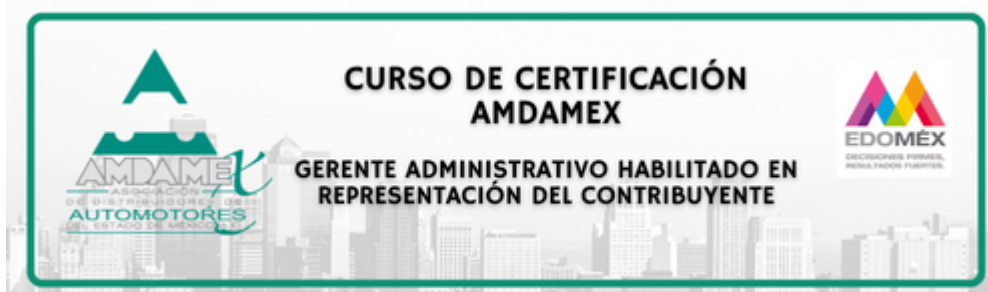 CURSO DE CERTIFICACIÓN
AMDAMEX
GERENTE ADMINISTRATIVO HABILITADO EN
REPRESENTACIÓN DEL CONTRIBUYENTE
AMDAMEX
ASOCIACIÓN
DE DISTRIBUIDORES DE
AUTOMOTORES
DEL ESTADO DE MÉXICO
EDOMÉX
DECISIONES FIRMES,
RESULTADOS FUERTES.